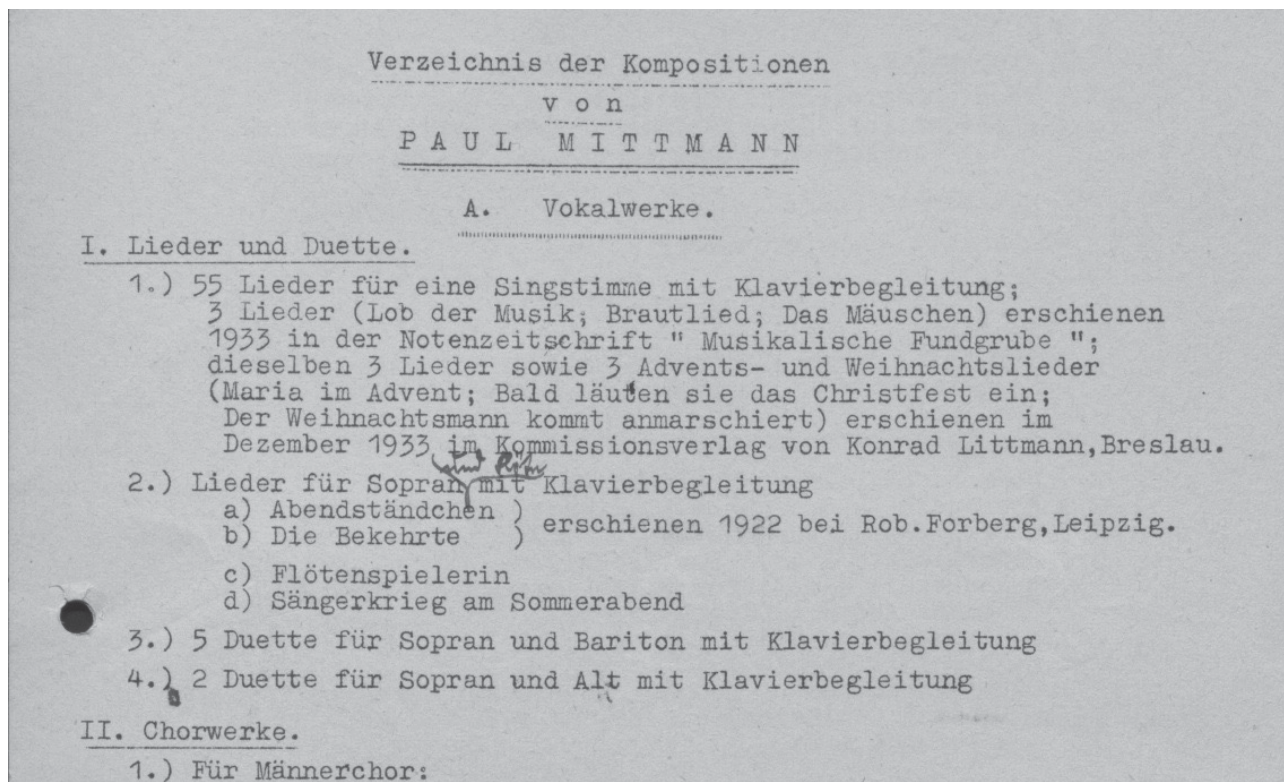 Verzeichnis der Kompositionen
von
PAUL MITTMANN
A. Vokalwerke.
I. Lieder und Duette.
1.) 55 Lieder für eine Singstimme mit Klavierbegleitung;
3 Lieder (Lob der Musik; Brautlied; Das Mäuschen) erschienen
1933 in der Notenzeitschrift " Musikalische Fundgrube ";
dieselben 3 Lieder sowie 3 Advents- und Weihnachtslieder
(Maria im Advent; Bald läuten sie das Christfest ein;
Der Weihnachtsmann kommt anmarschiert) erschienen im
Dezember 1933 im Kommissionsverlag von Konrad Littmann,Breslau.
und Flöte
2.) Lieder für Sopran mit Klavierbegleitung
a) Abendständchen )
b) Die Bekehrte ) erschienen 1922 bei Rob.Forberg,Leipzig.
c) Flötenspielerin
d) Sängerkrieg am Sommerabend
3.) 5 Duette für Sopran und Bariton mit Klavierbegleitung
4.) 2 Duette für Sopran und Alt mit Klavierbegleitung
II. Chorwerke.
1.) Für Männerchor: